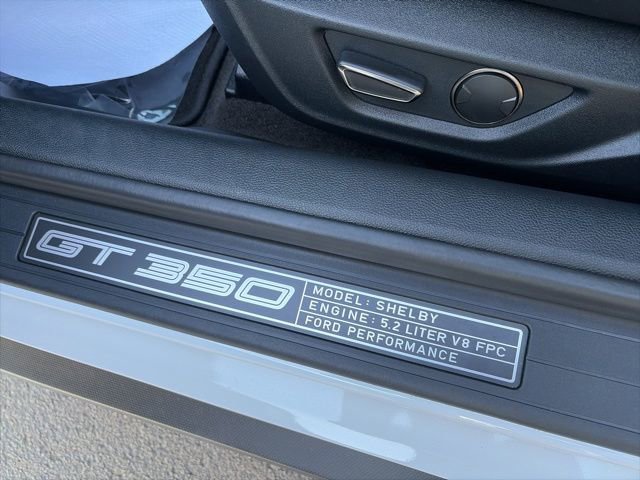 GT 350
MODEL: SHELBY
ENGINE: 5.2 LITER V8 FPC
FORD PERFORMANCE